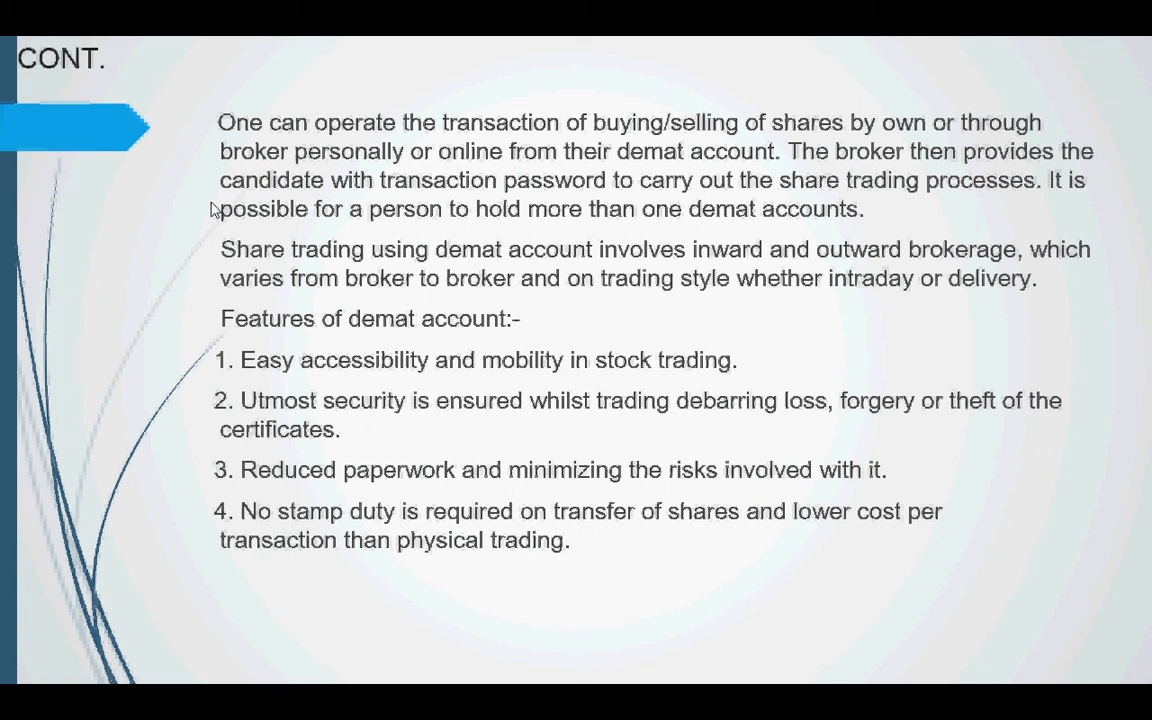 CONT.
One can operate the transaction of buying/selling of shares by own or through
broker personally or online from their demat account. The broker then provides the
candidate with transaction password to carry out the share trading processes. It is
possible for a person to hold more than one demat accounts.
Share trading using demat account involves inward and outward brokerage, which
varies from broker to broker and on trading style whether intraday or delivery.
Features of demat account:-
1. Easy accessibility and mobility in stock trading.
2. Utmost security is ensured whilst trading debarring loss, forgery or theft of the
certificates.
3. Reduced paperwork and minimizing the risks involved with it.
4. No stamp duty is required on transfer of shares and lower cost per
transaction than physical trading.